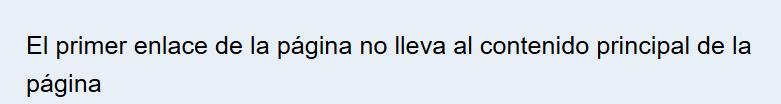 El primer enlace de la página no lleva al contenido principal de la
página